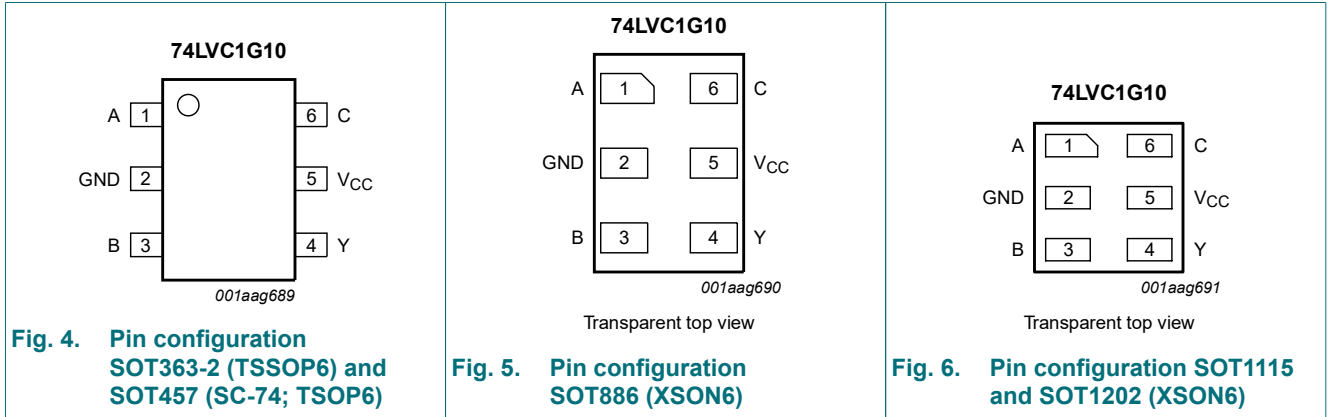 74LVC1G10
A 1 6 C
GND 2 5 VCC
B 3 4 Y
001aag689
Fig. 4. Pin configuration
SOT363-2 (TSSOP6) and
SOT457 (SC-74; TSOP6)
74LVC1G10
A 1 6 C
GND 2 5 VCC
B 3 4 Y
001aag690
Transparent top view
Fig. 5. Pin configuration
SOT886 (XSON6)
74LVC1G10
A 1 6 C
GND 2 5 VCC
B 3 4 Y
001aag691
Transparent top view
Fig. 6. Pin configuration SOT1115
and SOT1202 (XSON6)